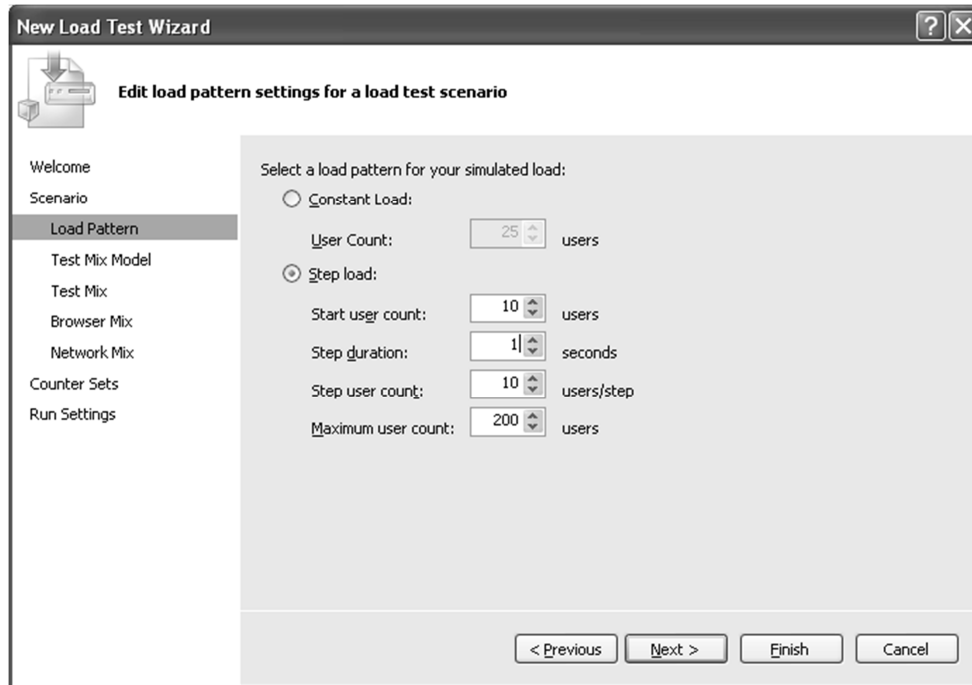 New Load Test Wizard
Edit load pattern settings for a load test scenario
Welcome
Scenario
Load Pattern
Test Mix Model
Test Mix
Browser Mix
Network Mix
Counter Sets
Run Settings
Select a load pattern for your simulated load:
Constant Load:
User Count: 25 users
Step load:
Start user count: 10 users
Step duration: 1 seconds
Step user count: 10 users/step
Maximum user count: 200 users
< Previous Next > Finish Cancel